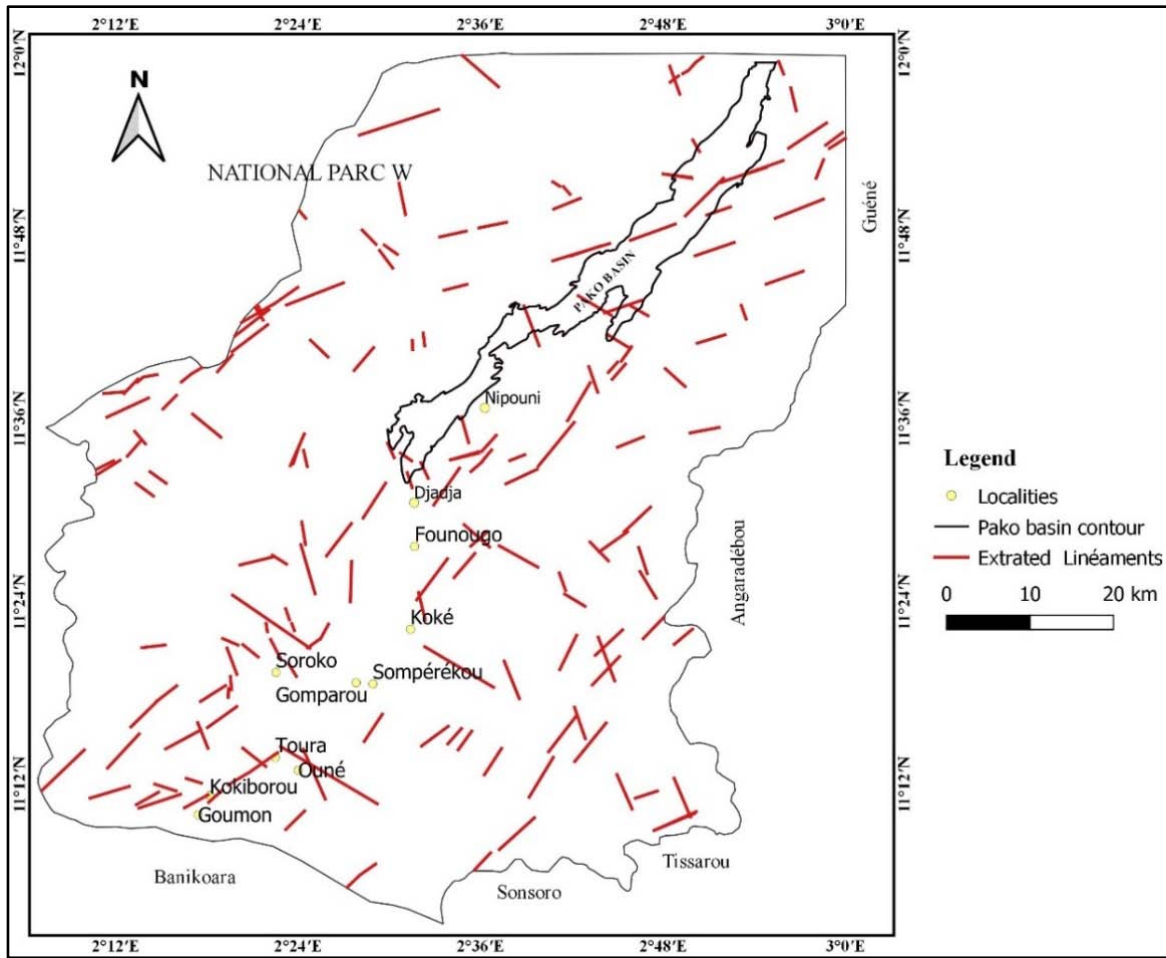 2°12′E 2°24′E 2°36′E 2°48′E 3°0′E
12°0′N 12°0′N
N
NATIONAL PARC W
Guéné
11°48′N 11°48′N
PAKO BASIN
Nipouni
11°36′N 11°36′N
Legend
Localities
Pako basin contour
Extrated Linéaments
0 10 20 km
Djadja
Founougo
Angaradébou
11°24′N 11°24′N
Koké
Soroko
Sompérékou
Gomparou
Toura
Ouné
11°12′N 11°12′N
Kokiborou
Goumon
Banikoara
Tissarou
Sonsoro
2°12′E 2°24′E 2°36′E 2°48′E 3°0′E